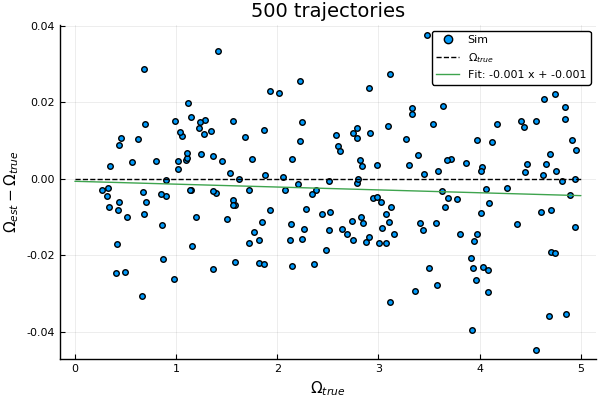 500 trajectories
0.04
0.02
0.00
-0.02
-0.04
Ω_est − Ω_true
Sim
Ω_true
Fit: -0.001 x + -0.001
0
1
2
3
4
5
Ω_true